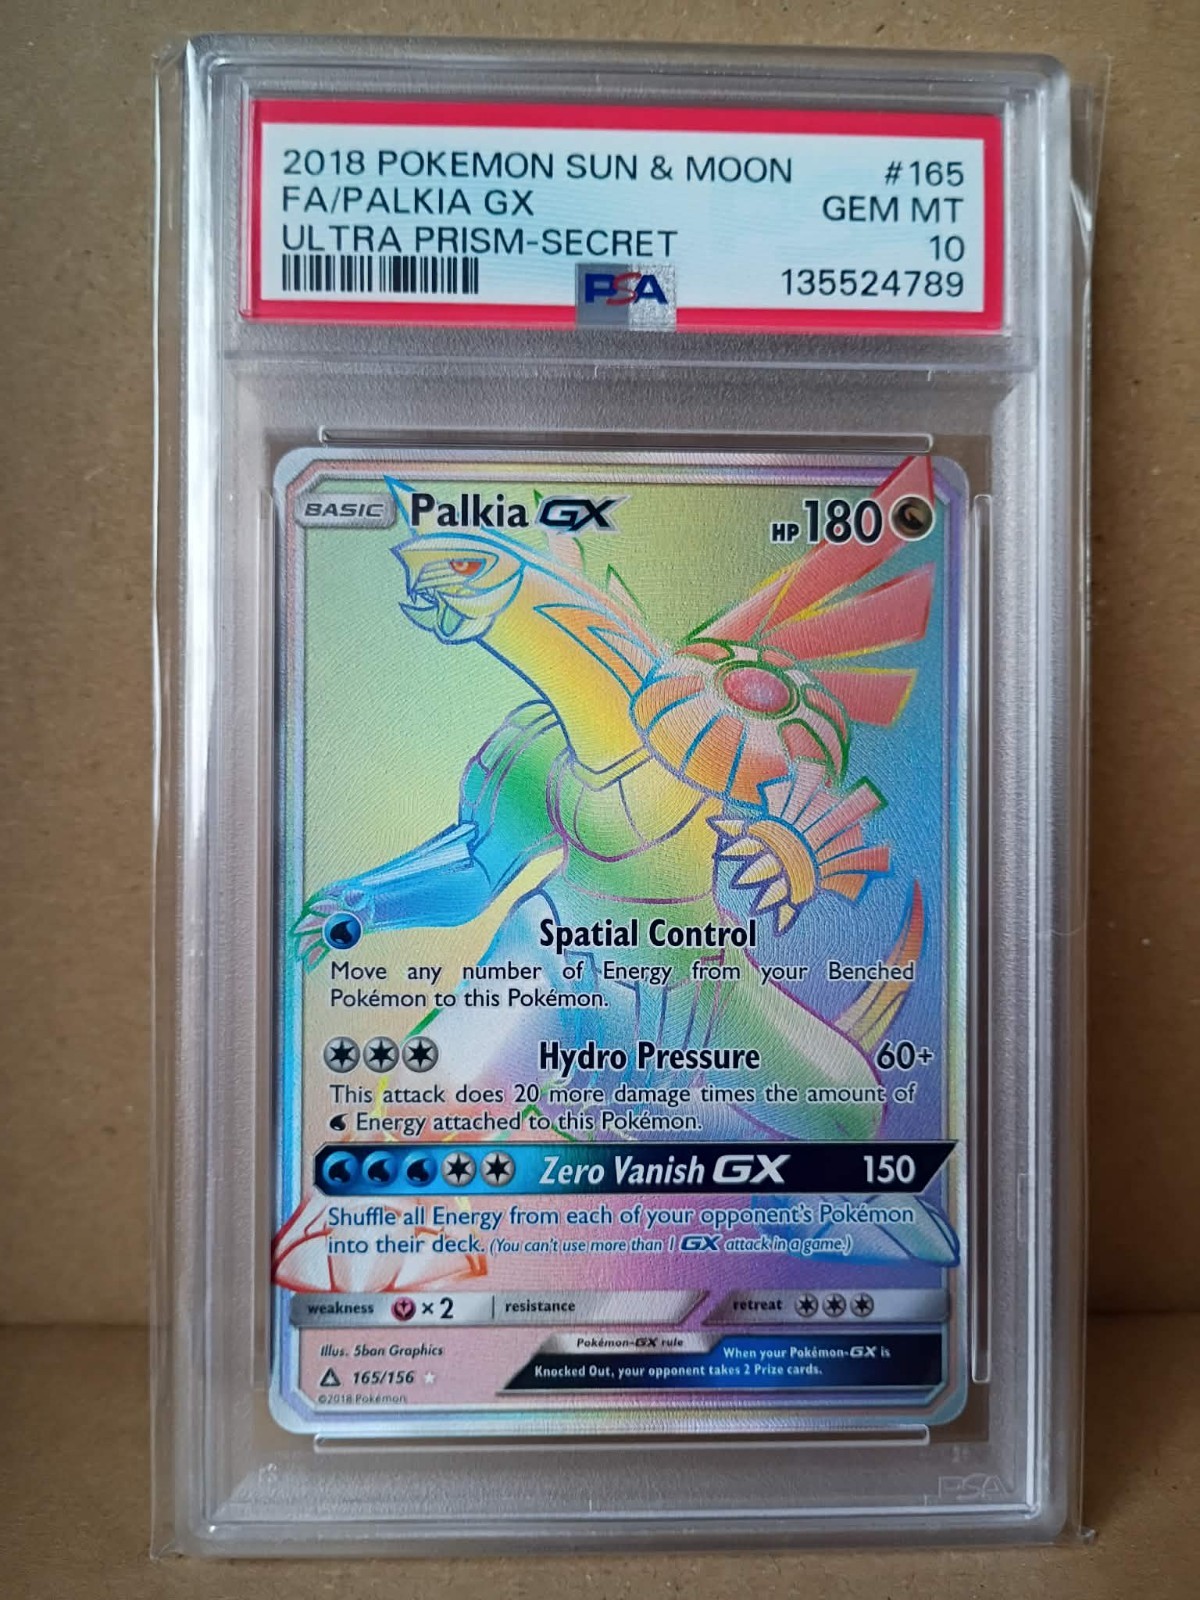 2018 POKEMON SUN & MOON #165
FA/PALKIA GX GEM MT
ULTRA PRISM-SECRET 10
PSA 135524789
BASIC Palkia GX HP 180
Spatial Control
Move any number of Energy from your Benched
Pokémon to this Pokémon.
Hydro Pressure 60+
This attack does 20 more damage times the amount of
Energy attached to this Pokémon.
Zero Vanish GX 150
Shuffle all Energy from each of your opponent's Pokémon
into their deck. (You can't use more than 1 GX attack in a game.)
weakness ×2 resistance retreat
Illus. 5ban Graphics
165/156
©2018 Pokémon
Pokémon-GX rule
When your Pokémon-GX is
Knocked Out, your opponent takes 2 Prize cards.
PSA